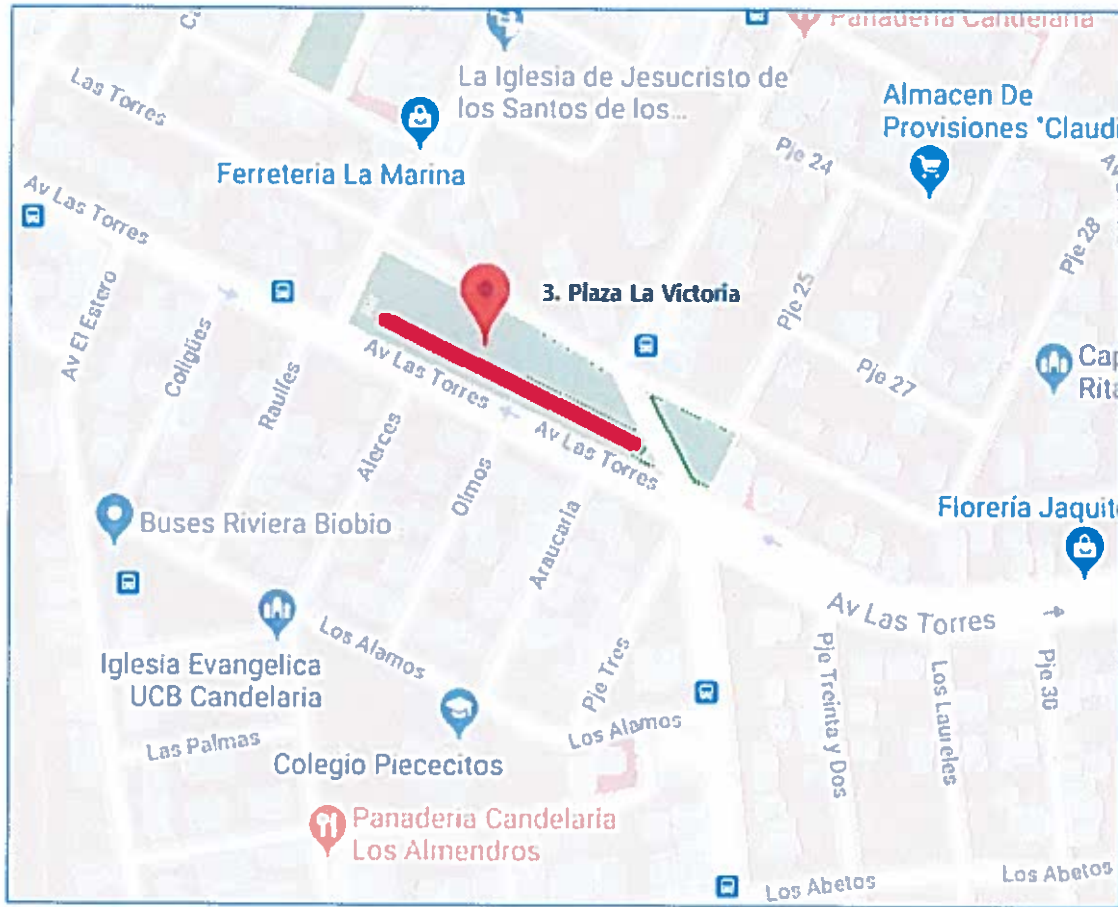 Panaderia Candelaria
La Iglesia de Jesucristo de
los Santos de los...
Las Torres
Almacen De
Provisiones "Claudi
Ferreteria La Marina
Pje 24
Av Las Torres
Pje 28
3. Plaza La Victoria
Pje 25
Av El Estero
Coligües
Raulíes
Av Las Torres
Pje 27
Cap
Rita
Alerces
Olmos
Av Las Torres
Araucaria
Buses Riviera Biobio
Florería Jaquito
Av Las Torres
Los Alamos
Iglesia Evangelica
UCB Candelaria
Pje Tres
Pje Treinta y Dos
Los Laureles
Pje 30
Las Palmas
Los Alamos
Colegio Piececitos
Panaderia Candelaria
Los Almendros
Los Abetos
Los Abetos